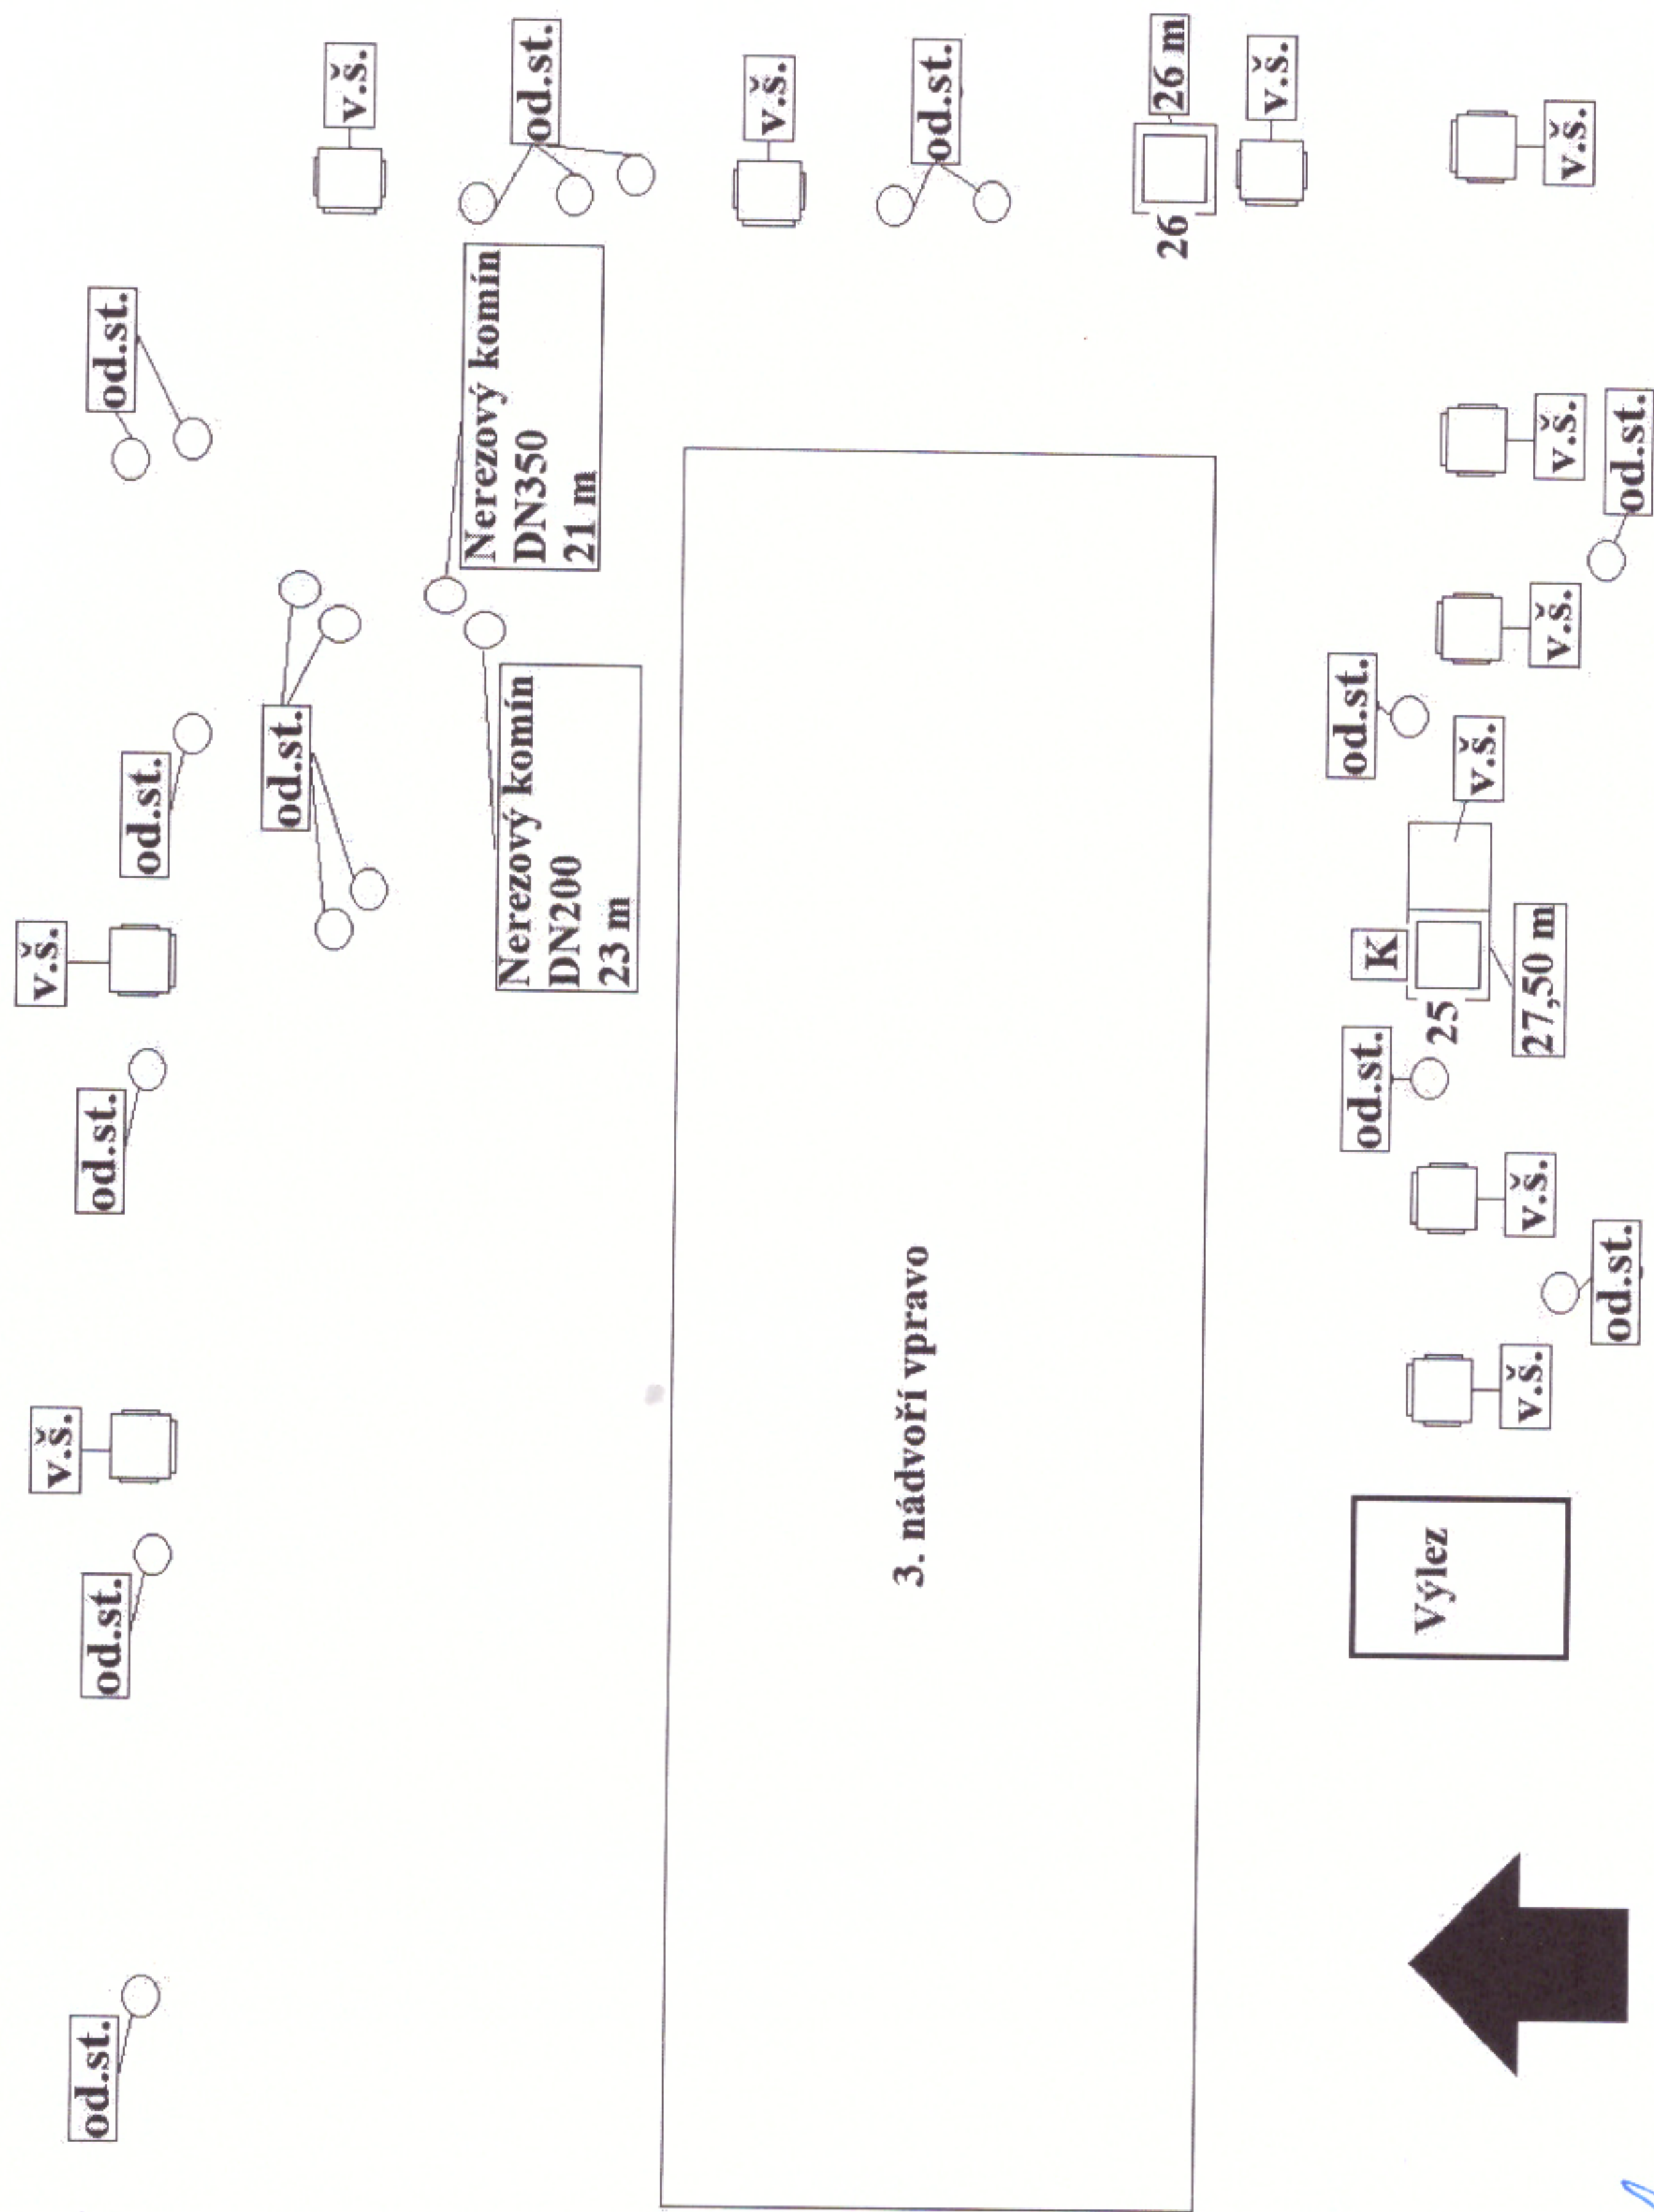 v.š.
v.š.
od.st.
od.st.
od.st.
od.st.
od.st.
od.st.
v.š.
Nerezový komín
DN200
23 m
Nerezový komín
DN350
21 m
od.st.
v.š.
3. nádvoří vpravo
od.st.
26
26 m
v.š.
od.st.
od.st.
K
25
Výlez
v.š.
v.š.
v.š.
27,50 m
v.š.
v.š.
v.š.
od.st.
od.st.